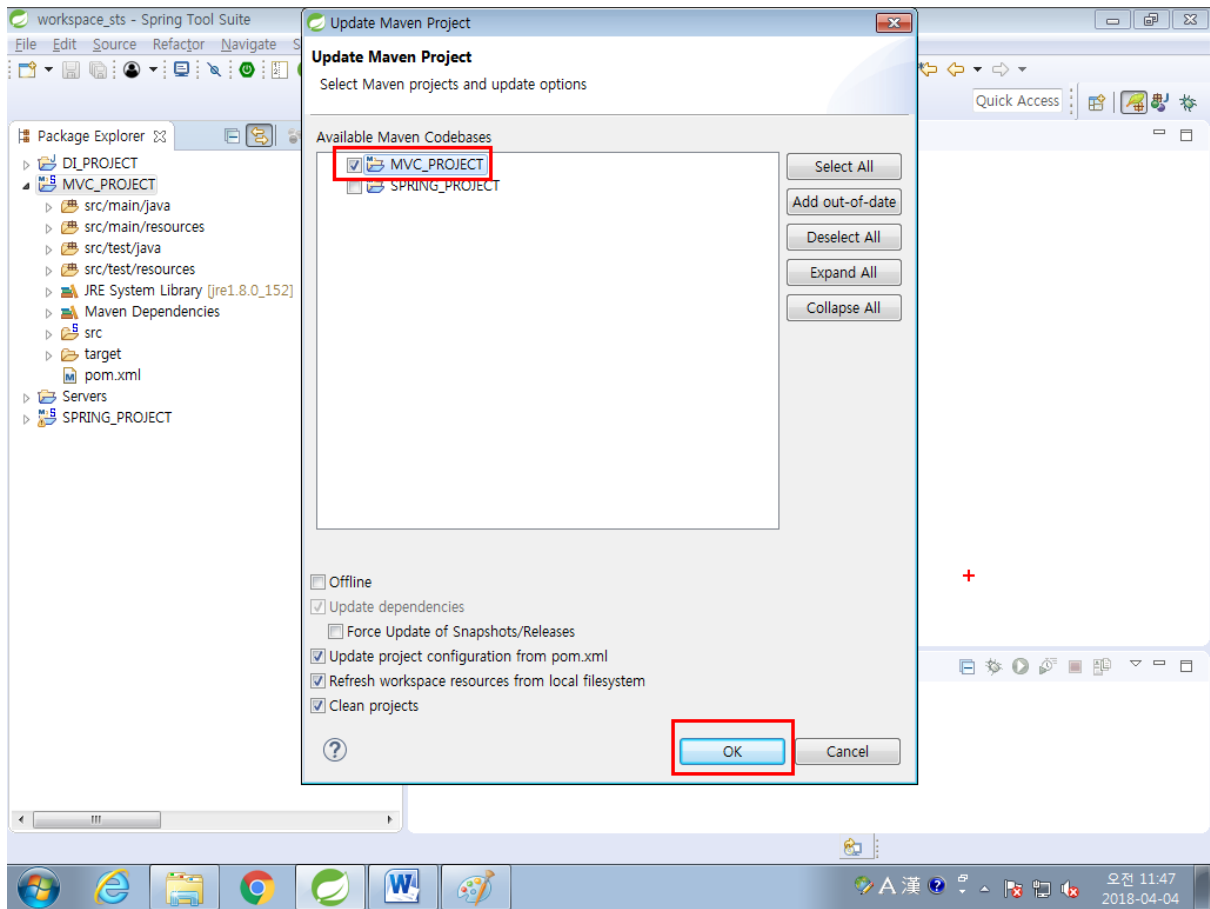 workspace_sts - Spring Tool Suite
File Edit Source Refactor Navigate S
Quick Access
Package Explorer
DI_PROJECT
MVC_PROJECT
src/main/java
src/main/resources
src/test/java
src/test/resources
JRE System Library [jre1.8.0_152]
Maven Dependencies
src
target
pom.xml
Servers
SPRING_PROJECT
Update Maven Project
Update Maven Project
Select Maven projects and update options
Available Maven Codebases
MVC_PROJECT
SPRING_PROJECT
Select All
Add out-of-date
Deselect All
Expand All
Collapse All
Offline
Update dependencies
Force Update of Snapshots/Releases
Update project configuration from pom.xml
Refresh workspace resources from local filesystem
Clean projects
OK
Cancel
A 漢
오전 11:47
2018-04-04